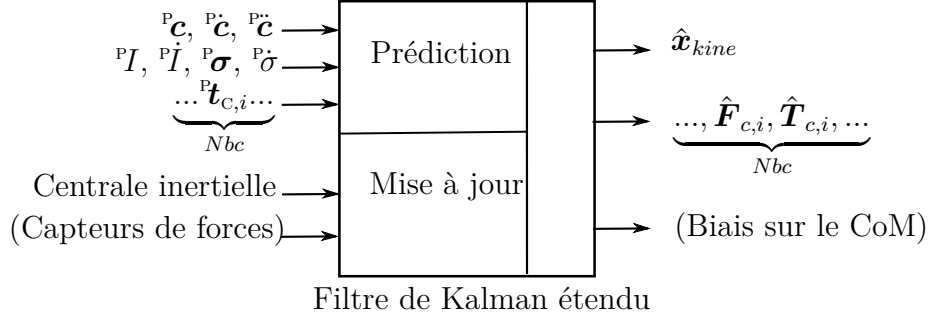 ᴾc, ᴾċ, ᴾc̈
ᴾI, ᴾİ, ᴾσ, ᴾσ̇
...ᴾt_{C,i}...
Nbc
Centrale inertielle
(Capteurs de forces)
Prédiction
Mise à jour
x̂_{kine}
..., F̂_{c,i}, T̂_{c,i}, ...
Nbc
(Biais sur le CoM)
Filtre de Kalman étendu